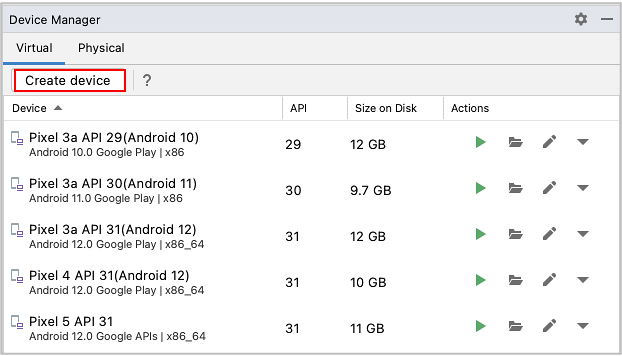 Device Manager
Virtual Physical
Create device ?
Device API Size on Disk Actions
Pixel 3a API 29(Android 10) 29 12 GB
Android 10.0 Google Play | x86
Pixel 3a API 30(Android 11) 30 9.7 GB
Android 11.0 Google Play | x86
Pixel 3a API 31(Android 12) 31 12 GB
Android 12.0 Google Play | x86_64
Pixel 4 API 31(Android 12) 31 10 GB
Android 12.0 Google Play | x86_64
Pixel 5 API 31 31 11 GB
Android 12.0 Google APIs | x86_64